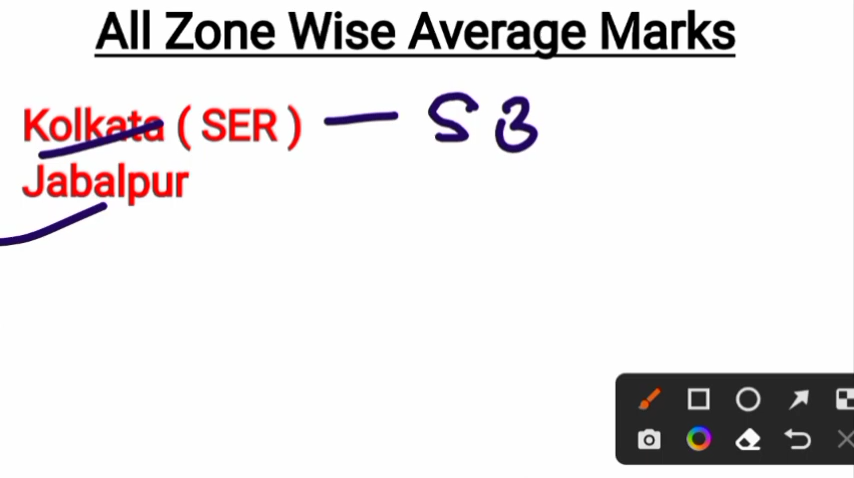 All Zone Wise Average Marks
Kolkata ( SER ) — 53
Jabalpur